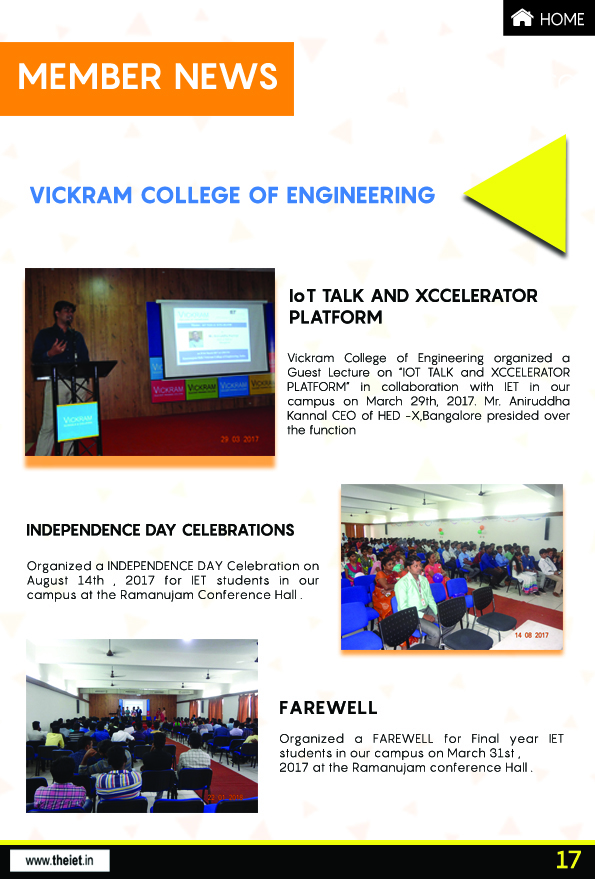 HOME
MEMBER NEWS
VICKRAM COLLEGE OF ENGINEERING
VICKRAM
29 03 2017
IoT TALK AND XCCELERATOR
PLATFORM
Vickram College of Engineering organized a
Guest Lecture on “IOT TALK and XCCELERATOR
PLATFORM” in collaboration with IET in our
campus on March 29th, 2017. Mr. Aniruddha
Kannal CEO of HED -X,Bangalore presided over
the function
INDEPENDENCE DAY CELEBRATIONS
Organized a INDEPENDENCE DAY Celebration on
August 14th , 2017 for IET students in our
campus at the Ramanujam Conference Hall .
14 08 2017
FAREWELL
Organized a FAREWELL for Final year IET
students in our campus on March 31st ,
2017 at the Ramanujam conference Hall .
www.theiet.in
17